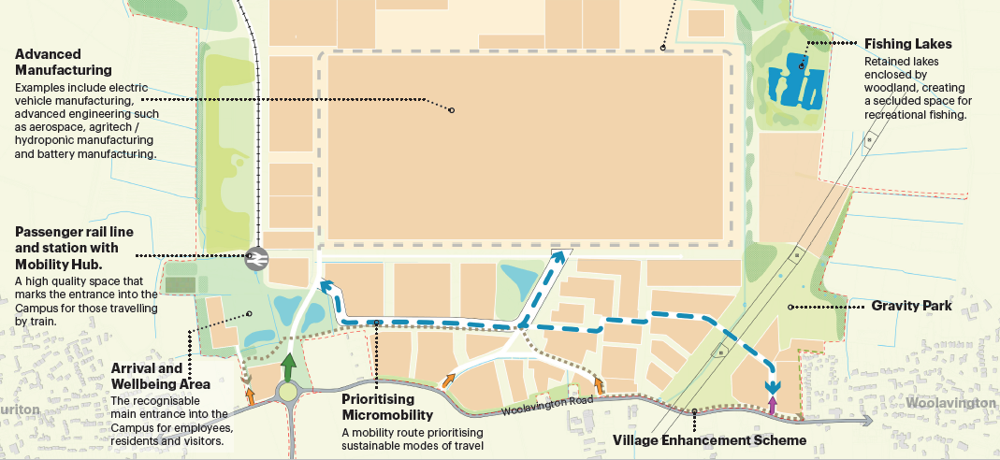 Advanced
Manufacturing
Examples include electric
vehicle manufacturing,
advanced engineering such
as aerospace, agritech /
hydroponic manufacturing
and battery manufacturing.
Fishing Lakes
Retained lakes
enclosed by
woodland, creating
a secluded space for
recreational fishing.
Passenger rail line
and station with
Mobility Hub.
A high quality space that
marks the entrance into the
Campus for those travelling
by train.
Gravity Park
Arrival and
Wellbeing Area
The recognisable
main entrance into the
Campus for employees,
residents and visitors.
Prioritising
Micromobility
A mobility route prioritising
sustainable modes of travel
Woolavington Road
Village Enhancement Scheme
uriton
Woolavington